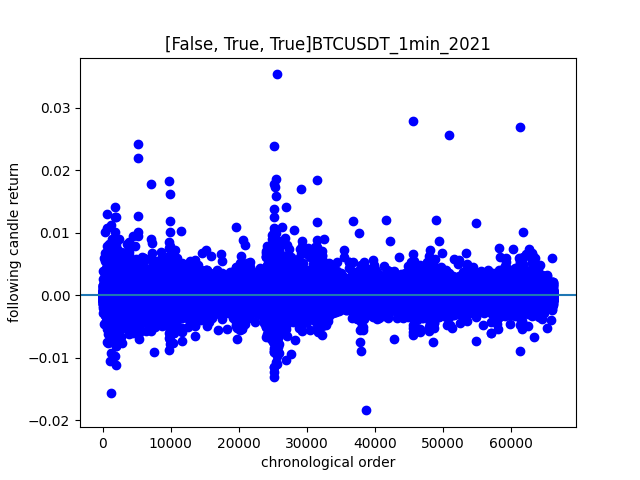 [False, True, True]BTCUSDT_1min_2021
following candle return
0.03
0.02
0.01
0.00
−0.01
−0.02
0 10000 20000 30000 40000 50000 60000
chronological order